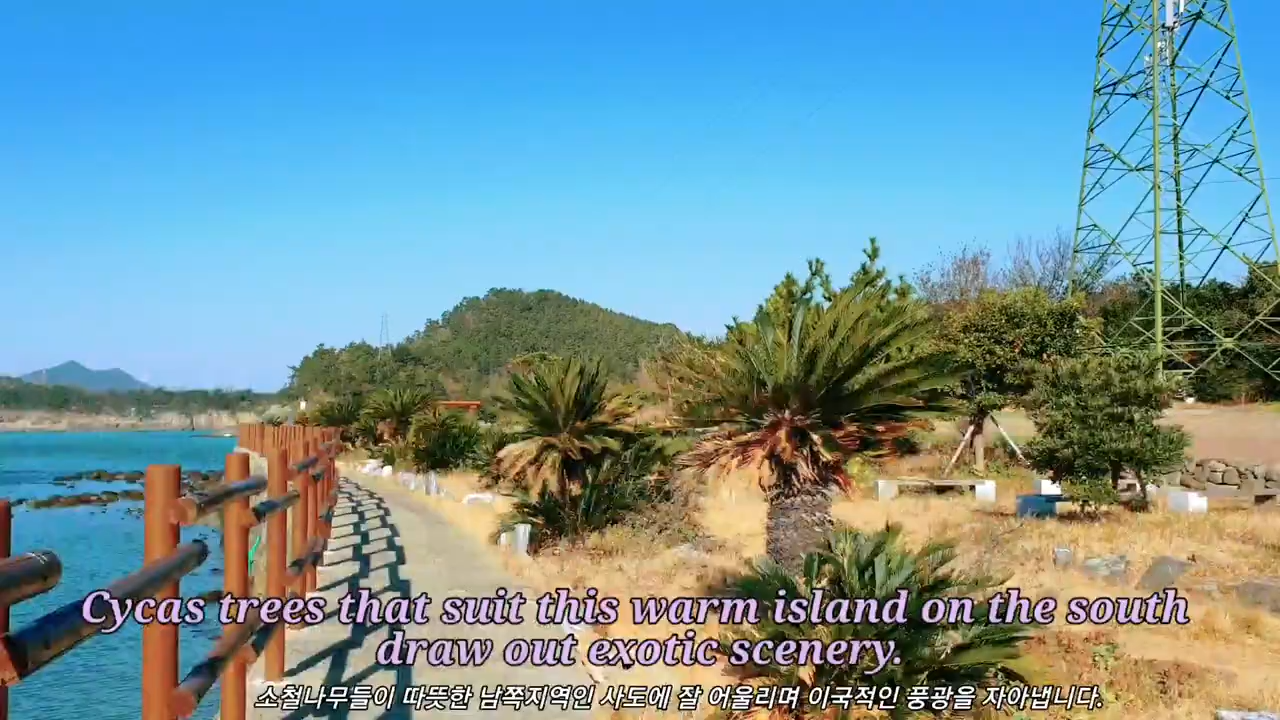 Cycas trees that suit this warm island on the south
draw out exotic scenery.
소철나무들이 따뜻한 남쪽지역인 사도에 잘 어울리며 이국적인 풍광을 자아냅니다.